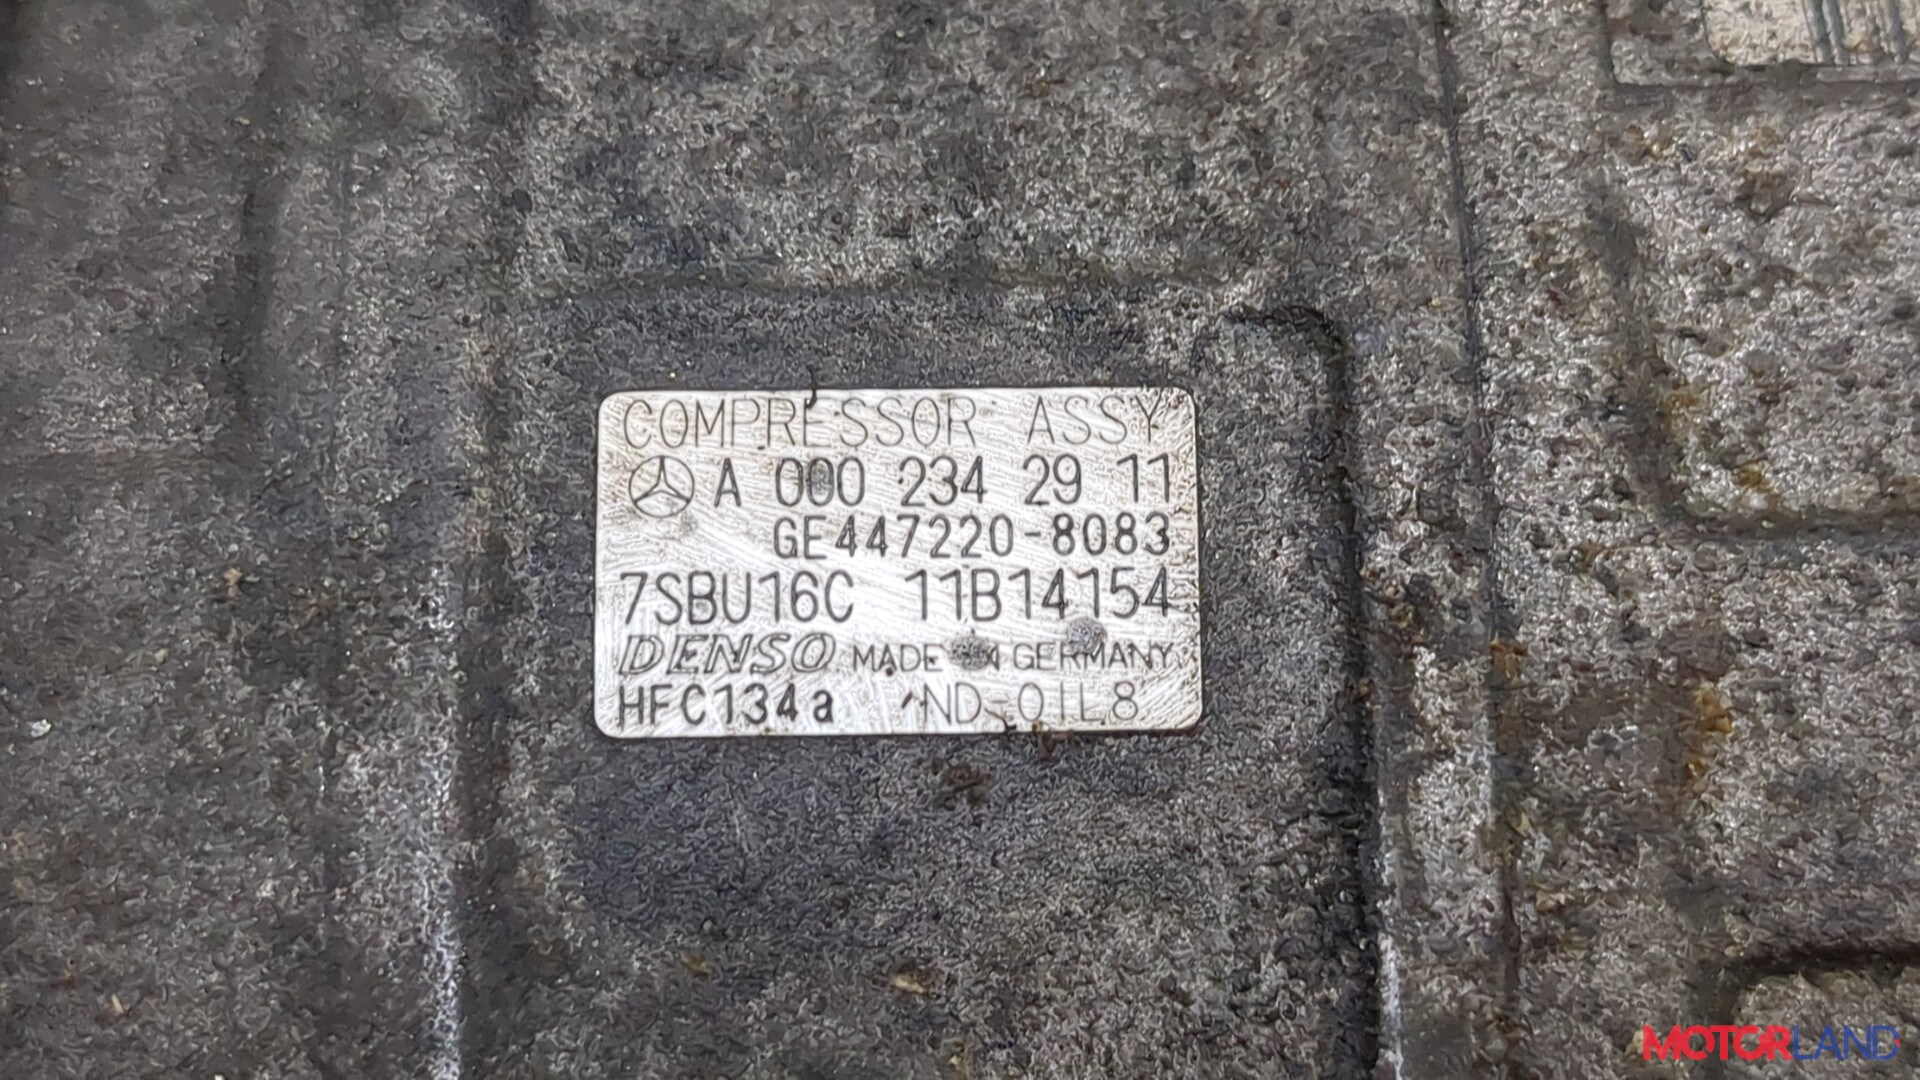 COMPRESSOR ASSY
A 000 234 29 11
GE447220-8083
7SBU16C 11B14154
DENSO MADE IN GERMANY
HFC134a ND-OIL8
MOTORLAND